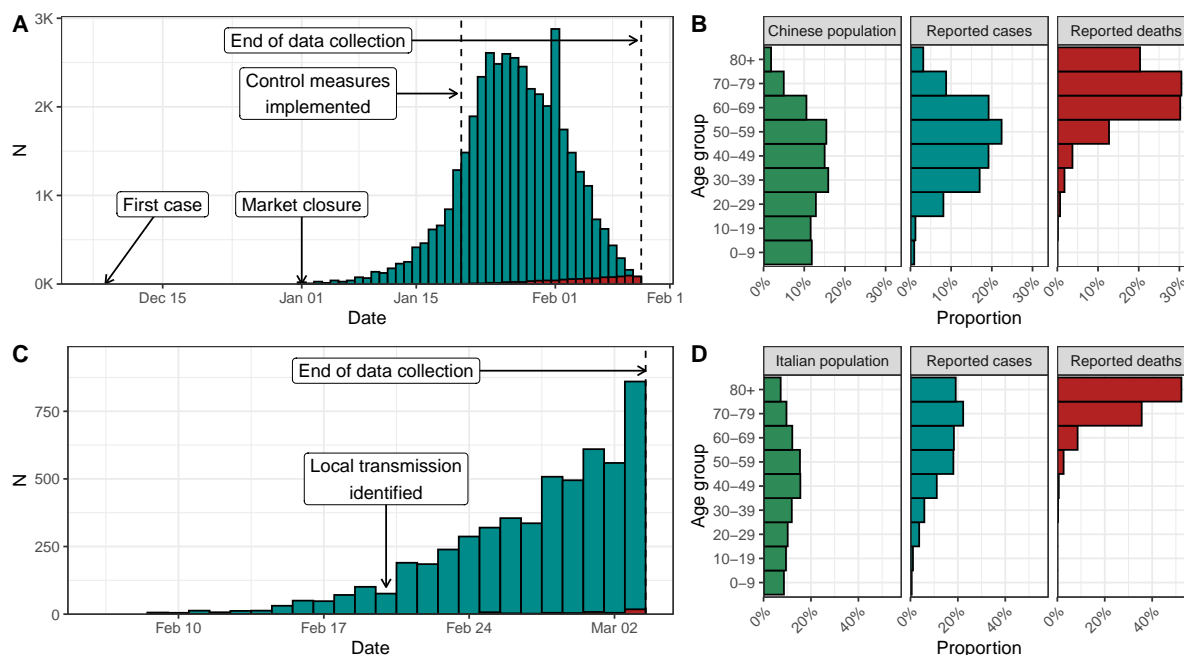 A
3K
2K
1K
0K
N
End of data collection
Control measures
implemented
First case
Market closure
Dec 15
Jan 01
Jan 15
Feb 01
Feb 1
Date
B
Chinese population
Reported cases
Reported deaths
80+
70−79
60−69
50−59
40−49
30−39
20−29
10−19
0−9
Age group
0%
10%
20%
30%
0%
10%
20%
30%
0%
10%
20%
30%
Proportion
C
750
500
250
0
N
End of data collection
Local transmission
identified
Feb 10
Feb 17
Feb 24
Mar 02
Date
D
Italian population
Reported cases
Reported deaths
80+
70−79
60−69
50−59
40−49
30−39
20−29
10−19
0−9
Age group
0%
20%
40%
0%
20%
40%
0%
20%
40%
Proportion